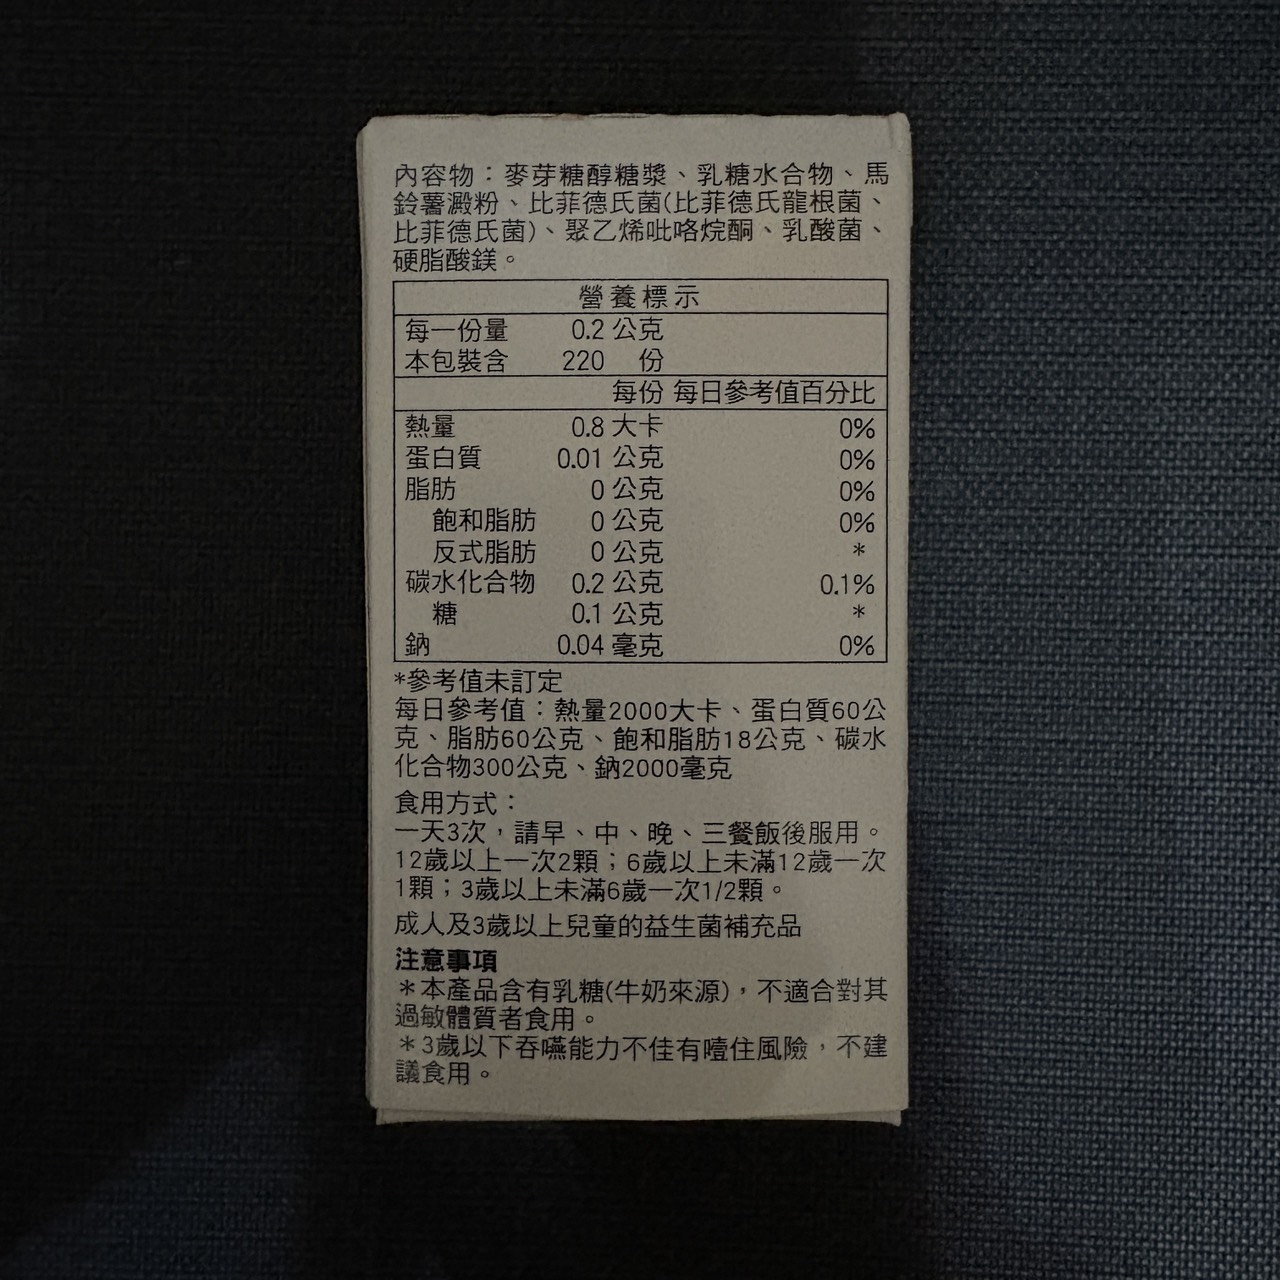 內容物：麥芽糖醇糖漿、乳糖水合物、馬
鈴薯澱粉、比菲德氏菌(比菲德氏龍根菌、
比菲德氏菌)、聚乙烯吡咯烷酮、乳酸菌、
硬脂酸鎂。
營養標示
每一份量 0.2 公克
本包裝含 220 份
每份 每日參考值百分比
熱量 0.8 大卡 0%
蛋白質 0.01 公克 0%
脂肪 0 公克 0%
飽和脂肪 0 公克 0%
反式脂肪 0 公克 *
碳水化合物 0.2 公克 0.1%
糖 0.1 公克 *
鈉 0.04 毫克 0%
*參考值未訂定
每日參考值：熱量2000大卡、蛋白質60公
克、脂肪60公克、飽和脂肪18公克、碳水
化合物300公克、鈉2000毫克
食用方式：
一天3次，請早、中、晚、三餐飯後服用。
12歲以上一次2顆；6歲以上未滿12歲一次
1顆；3歲以上未滿6歲一次1/2顆。
成人及3歲以上兒童的益生菌補充品
注意事項
＊本產品含有乳糖(牛奶來源)，不適合對其
過敏體質者食用。
＊3歲以下吞嚥能力不佳有噎住風險，不建
議食用。